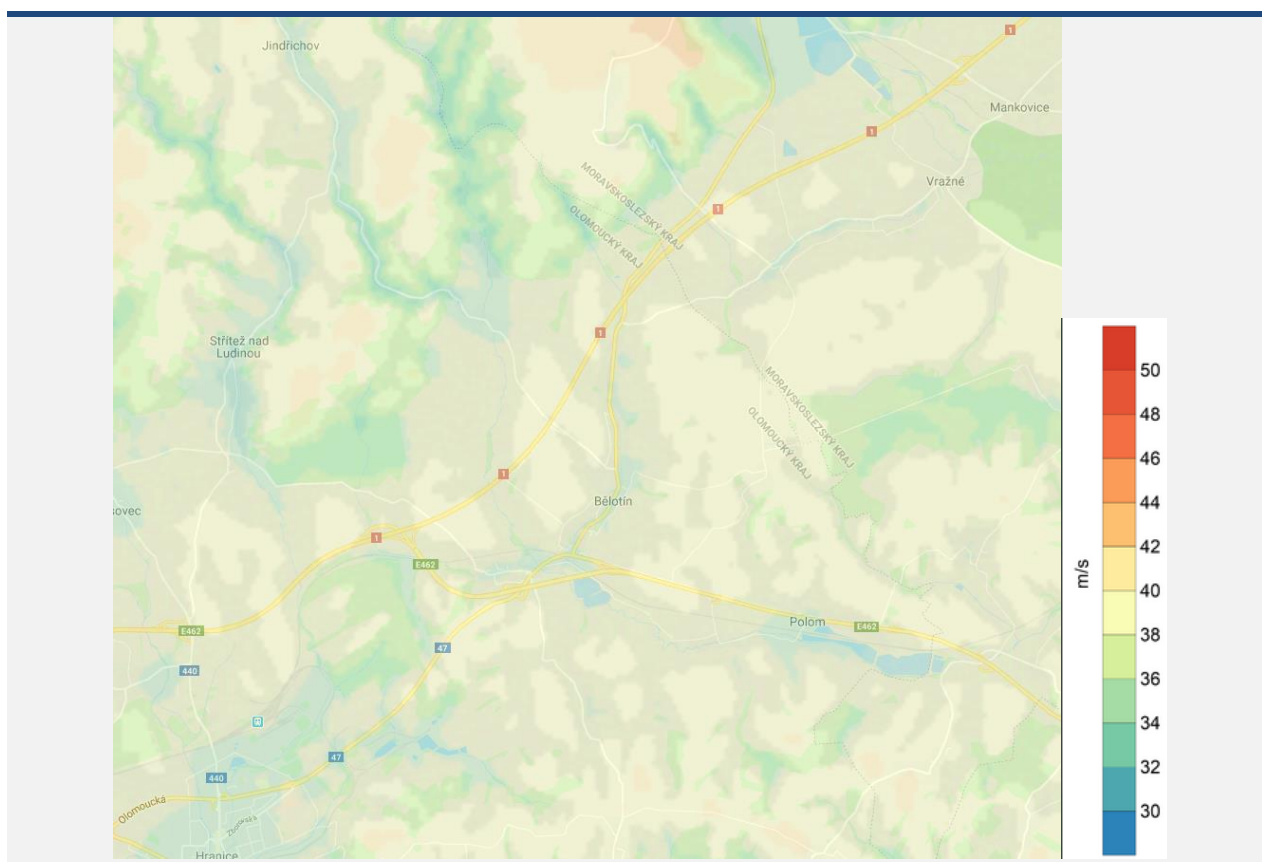 Jindřichov
1
Mankovice
1
Vražné
MORAVSKOSLEZSKÝ KRAJ
OLOMOUCKÝ KRAJ
1
1
Střítež nad
Ludinou
MORAVSKOSLEZSKÝ KRAJ
OLOMOUCKÝ KRAJ
1
Bělotín
sovec
1
E462
E462
Polom
E462
47
440
47
440
Olomoucká
Hranice
m/s
50
48
46
44
42
40
38
36
34
32
30